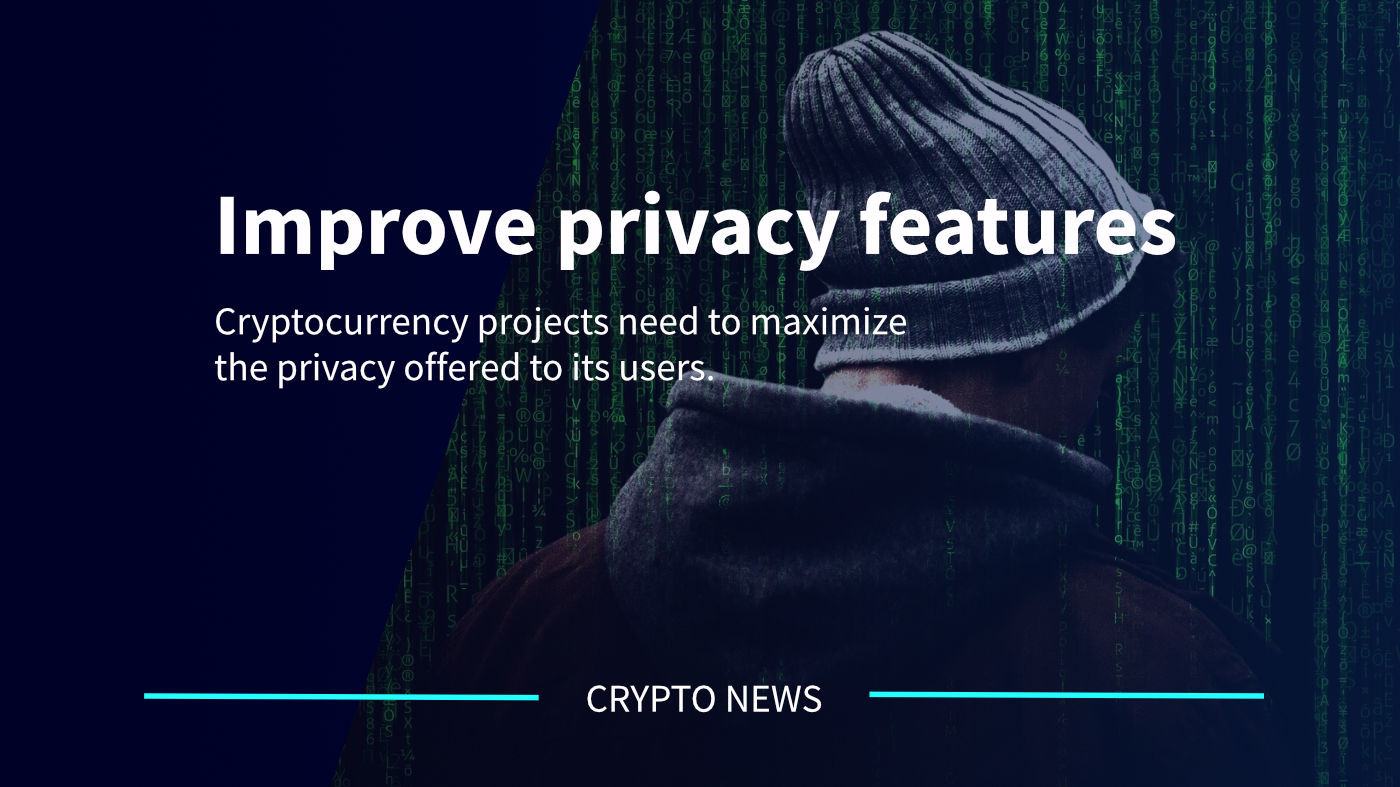 Improve privacy features
Cryptocurrency projects need to maximize
the privacy offered to its users.
CRYPTO NEWS